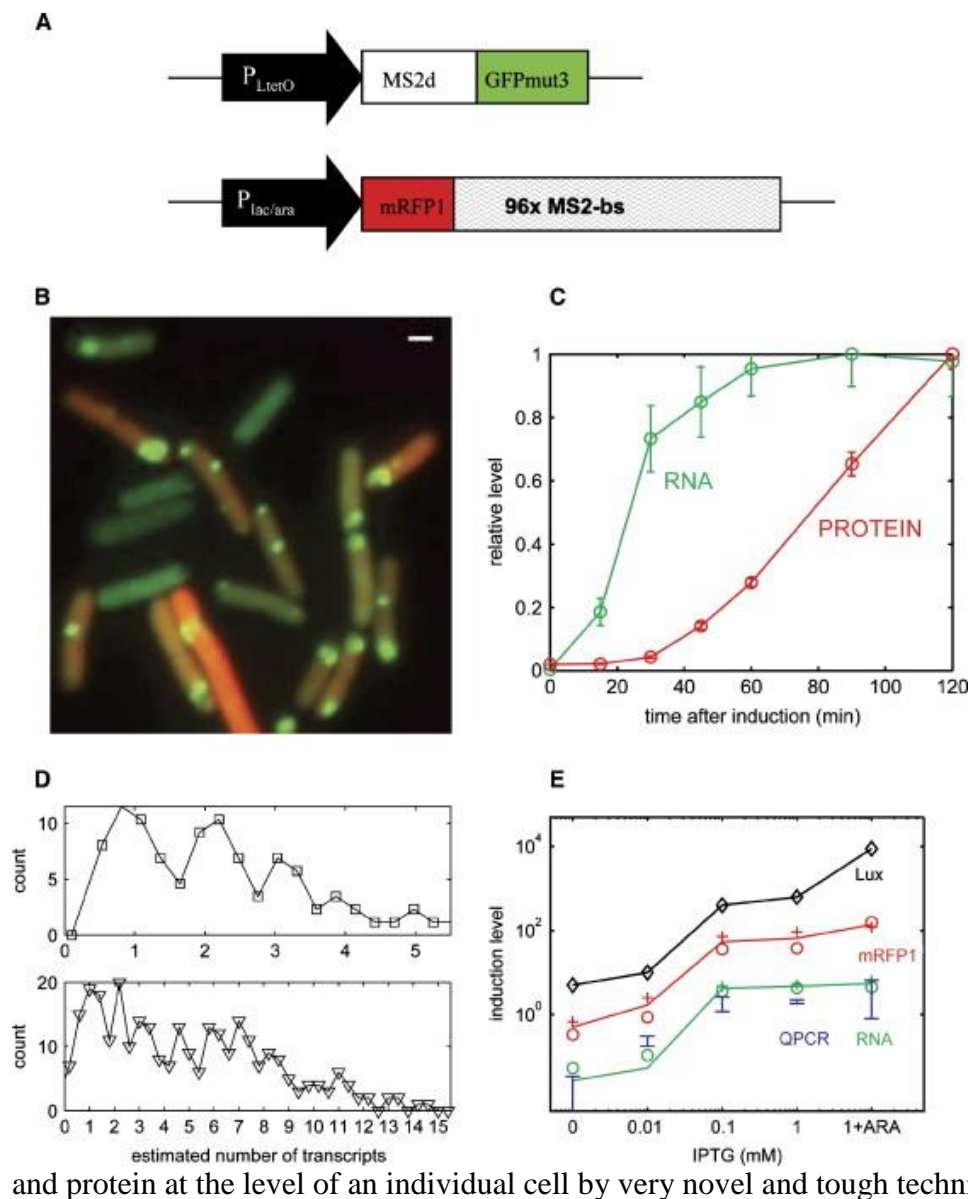 A
P_LtetO MS2d GFPmut3
P_lac/ara mRFP1 96x MS2-bs
B
C
1
0.8
0.6
0.4
0.2
0
relative level
RNA
PROTEIN
0 20 40 60 80 100 120
time after induction (min)
D
10
5
0
count
1 2 3 4 5
20
10
0
count
0 1 2 3 4 5 6 7 8 9 10 11 12 13 14 15
estimated number of transcripts
E
10^4
10^2
10^0
induction level
Lux
mRFP1
QPCR RNA
0 0.01 0.1 1 1+ARA
IPTG (mM)
and protein at the level of an individual cell by very novel and tough techn